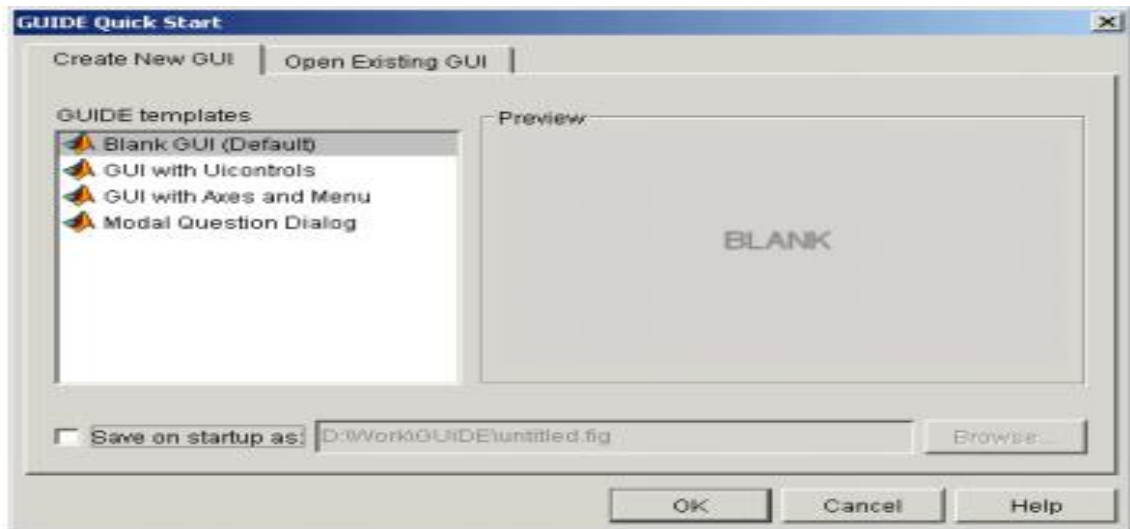 GUIDE Quick Start
Create New GUI
Open Existing GUI
GUIDE templates
Blank GUI (Default)
GUI with Uicontrols
GUI with Axes and Menu
Modal Question Dialog
Preview
BLANK
Save on startup as:
D:\Work\GUIDE\untitled.fig
Browse...
OK
Cancel
Help